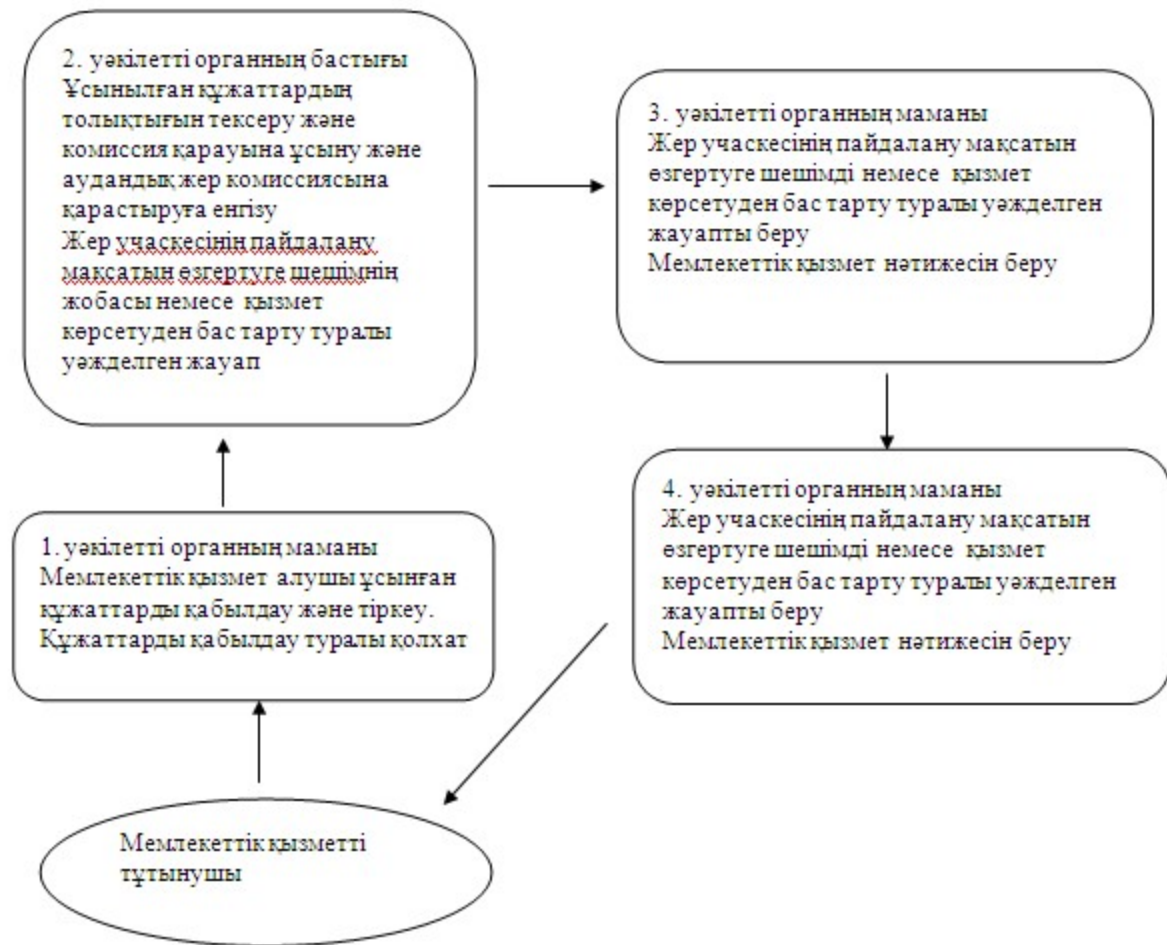 2. уәкілетті органның бастығы
Ұсынылған құжаттардың
толықтығын тексеру және
комиссия қарауына ұсыну және
аудандық жер комиссиясына
қарастыруға енгізу
Жер учаскесінің пайдалану
мақсатын өзгертуге шешімнің
жобасы немесе қызмет
көрсетуден бас тарту туралы
уәжделген жауап
3. уәкілетті органның маманы
Жер учаскесінің пайдалану мақсатын
өзгертуге шешімді немесе қызмет
көрсетуден бас тарту туралы уәжделген
жауапты беру
Мемлекеттік қызмет нәтижесін беру
4. уәкілетті органның маманы
Жер учаскесінің пайдалану мақсатын
өзгертуге шешімді немесе қызмет
көрсетуден бас тарту туралы уәжделген
жауапты беру
Мемлекеттік қызмет нәтижесін беру
1. уәкілетті органның маманы
Мемлекеттік қызмет алушы ұсынған
құжаттарды қабылдау және тіркеу.
Құжаттарды қабылдау туралы қолхат
Мемлекеттік қызметті
тұтынушы